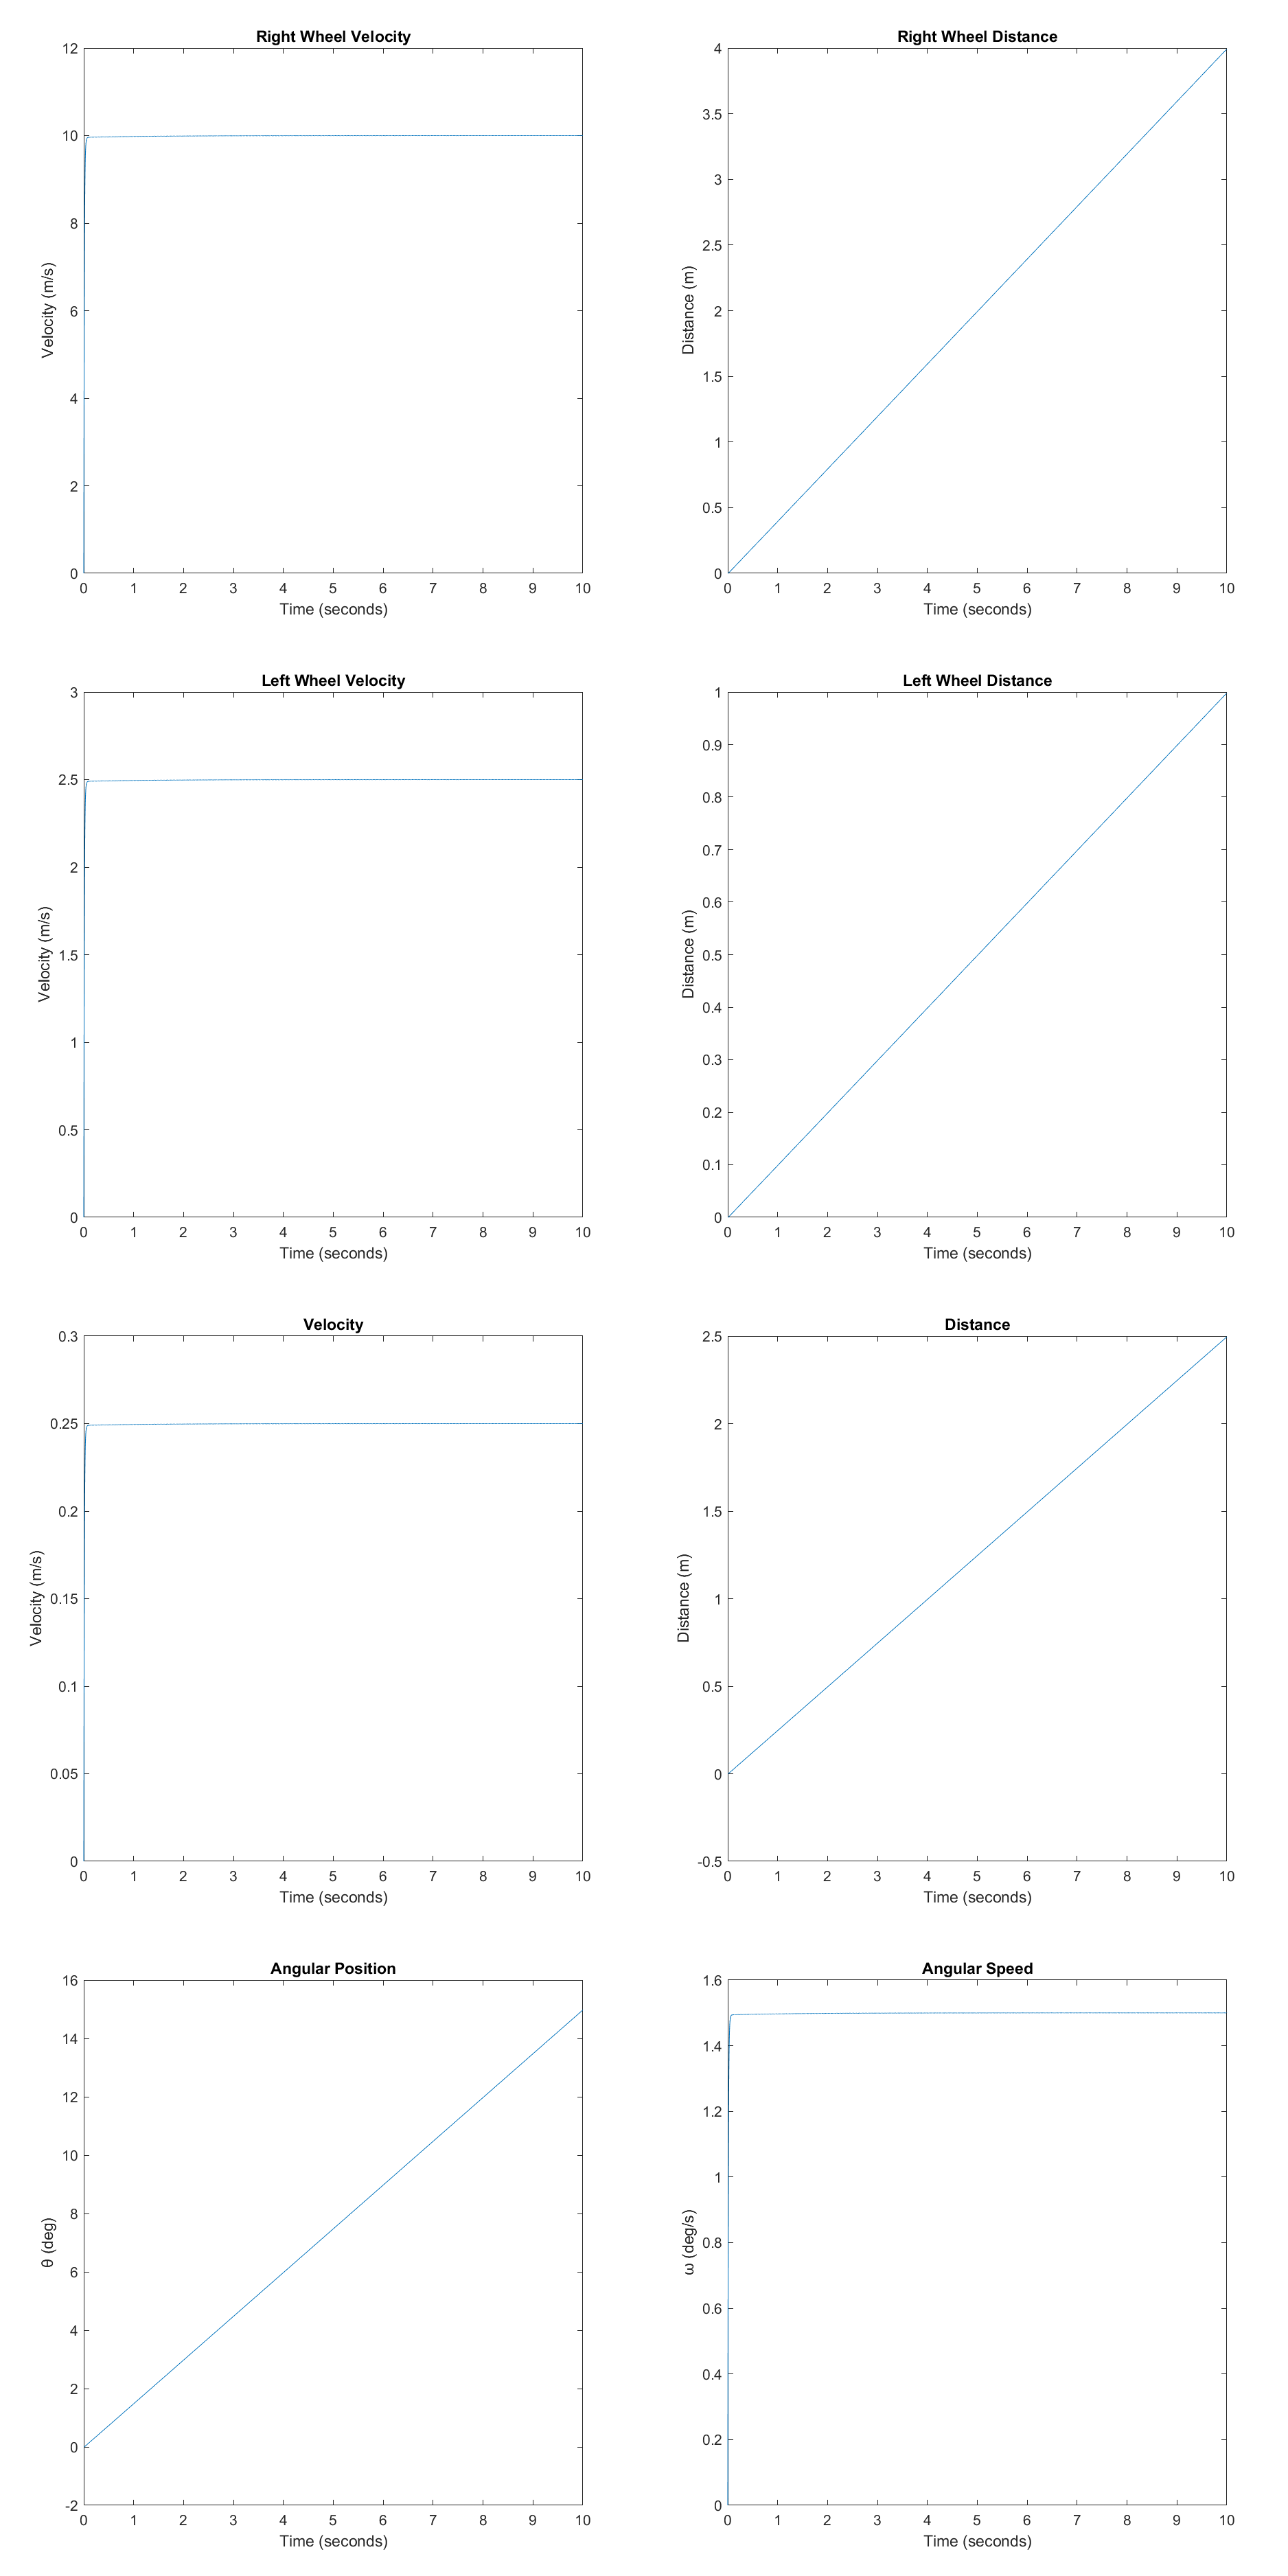 Right Wheel Velocity
12
10
8
6
4
2
0
Velocity (m/s)
0 1 2 3 4 5 6 7 8 9 10
Time (seconds)
Right Wheel Distance
4
3.5
3
2.5
2
1.5
1
0.5
0
Distance (m)
0 1 2 3 4 5 6 7 8 9 10
Time (seconds)
Left Wheel Velocity
3
2.5
2
1.5
1
0.5
0
Velocity (m/s)
0 1 2 3 4 5 6 7 8 9 10
Time (seconds)
Left Wheel Distance
1
0.9
0.8
0.7
0.6
0.5
0.4
0.3
0.2
0.1
0
Distance (m)
0 1 2 3 4 5 6 7 8 9 10
Time (seconds)
Velocity
0.3
0.25
0.2
0.15
0.1
0.05
0
Velocity (m/s)
0 1 2 3 4 5 6 7 8 9 10
Time (seconds)
Distance
2.5
2
1.5
1
0.5
0
-0.5
Distance (m)
0 1 2 3 4 5 6 7 8 9 10
Time (seconds)
Angular Position
16
14
12
10
8
6
4
2
0
-2
θ (deg)
0 1 2 3 4 5 6 7 8 9 10
Time (seconds)
Angular Speed
1.6
1.4
1.2
1
0.8
0.6
0.4
0.2
0
ω (deg/s)
0 1 2 3 4 5 6 7 8 9 10
Time (seconds)